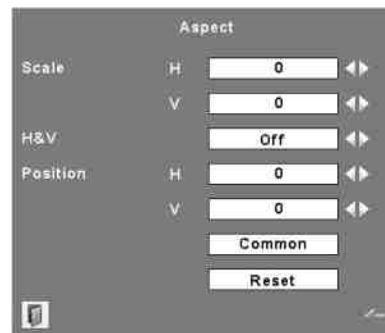 Aspect
Scale H 0
V 0
H&V Off
Position H 0
V 0
Common
Reset